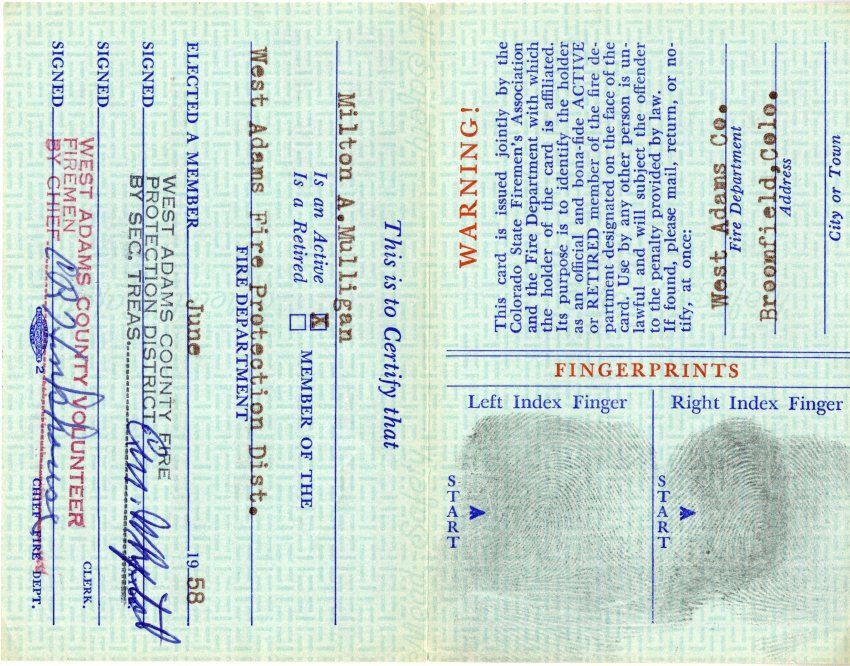 This is to Certify that
Milton A. Mulligan
Is an Active [X]
Is a Retired [ ]
MEMBER OF THE
West Adams Fire Protection Dist.
FIRE DEPARTMENT
ELECTED A MEMBER June 1958
WEST ADAMS COUNTY FIRE
PROTECTION DISTRICT
BY SEC. TREAS.
SIGNED
SIGNED
CLERK.
WEST ADAMS COUNTY VOLUNTEER
FIREMEN
BY CHIEF
SIGNED
CHIEF FIRE DEPT.
2
WARNING!
This card is issued jointly by the
Colorado State Firemen's Association
and the Fire Department with which
the holder of the card is affiliated.
Its purpose is to identify the holder
as an official and bona-fide ACTIVE
or RETIRED member of the fire de-
partment designated on the face of the
card. Use by any other person is un-
lawful and will subject the offender
to the penalty provided by law.
If found, please mail, return, or no-
tify, at once:
West Adams Co.
Fire Department
Broomfield,Colo.
Address
City or Town
FINGERPRINTS
Left Index Finger
Right Index Finger
START
START